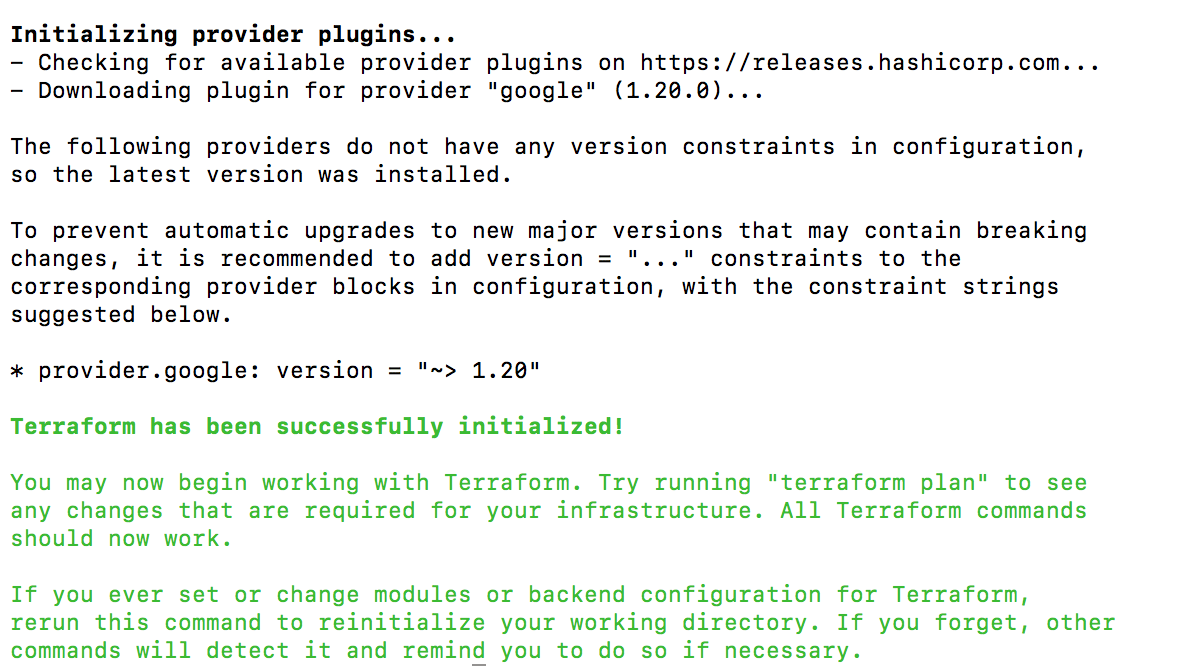 Initializing provider plugins...
- Checking for available provider plugins on https://releases.hashicorp.com...
- Downloading plugin for provider "google" (1.20.0)...
The following providers do not have any version constraints in configuration,
so the latest version was installed.
To prevent automatic upgrades to new major versions that may contain breaking
changes, it is recommended to add version = "..." constraints to the
corresponding provider blocks in configuration, with the constraint strings
suggested below.
* provider.google: version = "~> 1.20"
Terraform has been successfully initialized!
You may now begin working with Terraform. Try running "terraform plan" to see
any changes that are required for your infrastructure. All Terraform commands
should now work.
If you ever set or change modules or backend configuration for Terraform,
rerun this command to reinitialize your working directory. If you forget, other
commands will detect it and remind you to do so if necessary.